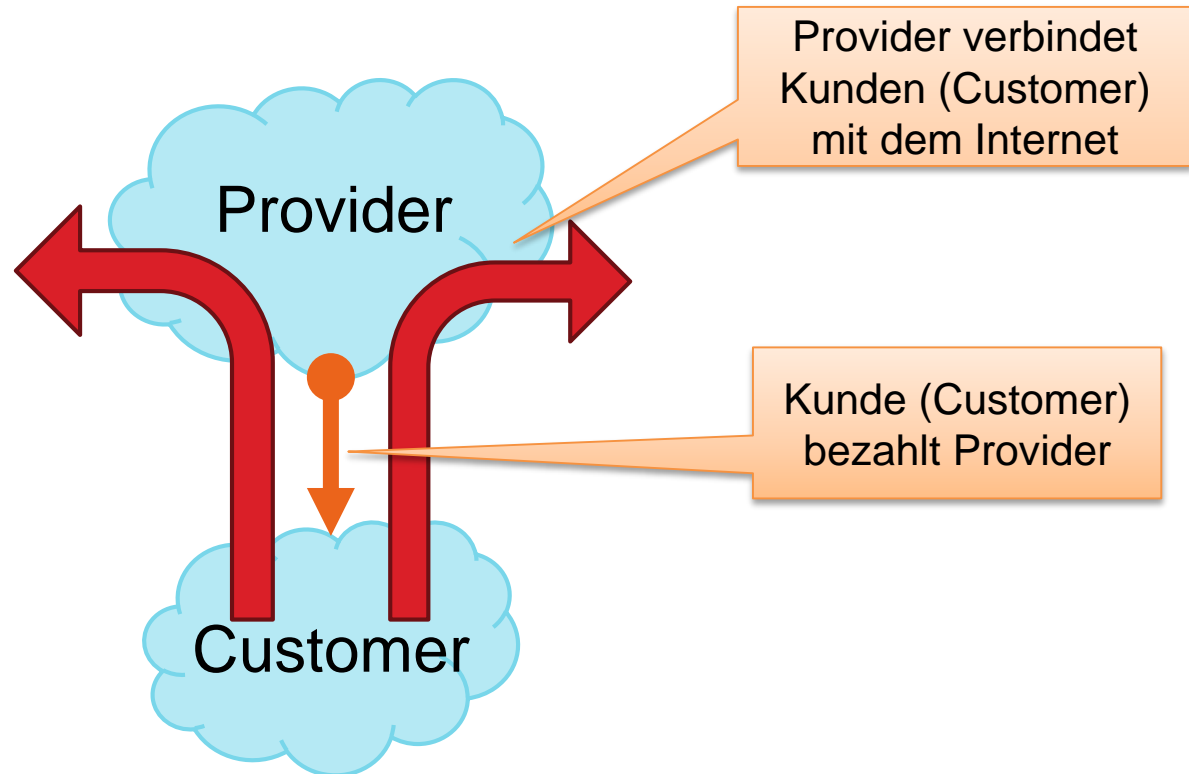 Provider verbindet
Kunden (Customer)
mit dem Internet
Provider
Kunde (Customer)
bezahlt Provider
Customer